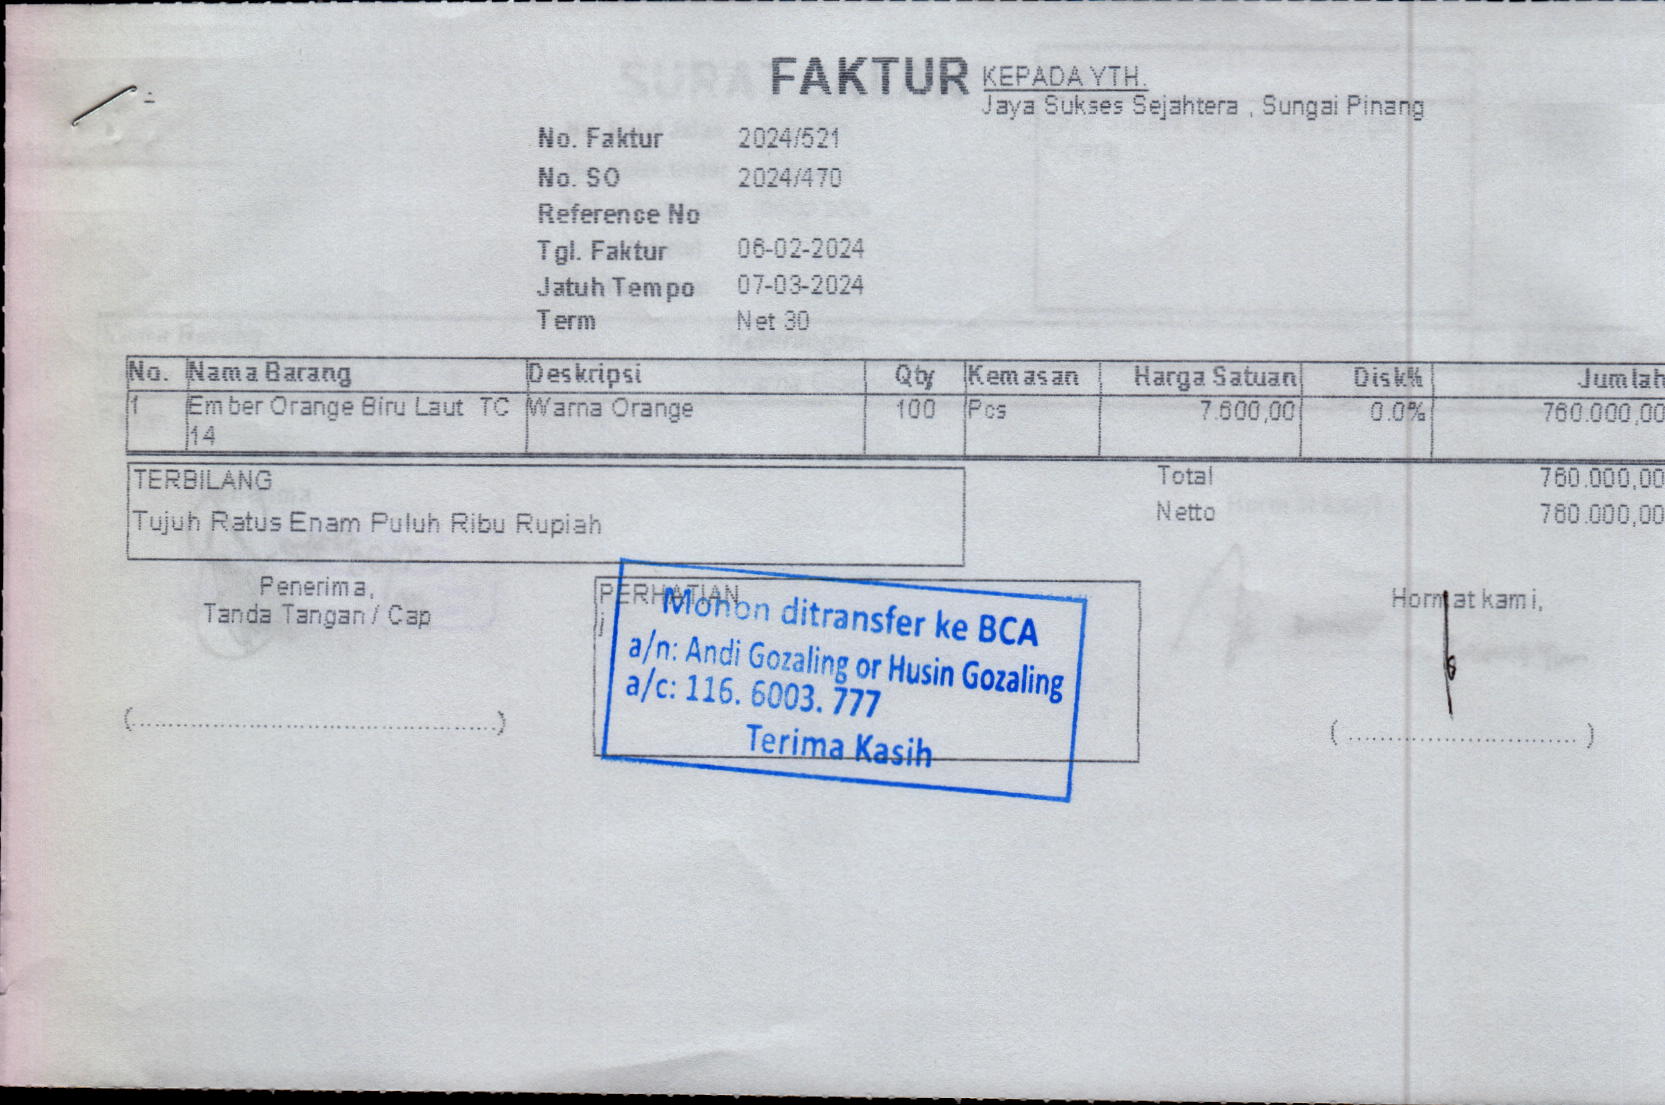 FAKTUR
KEPADA YTH.
Jaya Sukses Sejahtera , Sungai Pinang
No. Faktur 2024/521
No. SO 2024/470
Reference No
Tgl. Faktur 06-02-2024
Jatuh Tempo 07-03-2024
Term Net 30
No. Nama Barang Deskripsi Qty Kemasan Harga Satuan Disk% Jumlah
1 Ember Orange Biru Laut TC Warna Orange 100 Pcs 7.600,00 0.0% 760.000,00
14
TERBILANG
Tujuh Ratus Enam Puluh Ribu Rupiah
Total 760.000,00
Netto 760.000,00
Penerima,
Tanda Tangan / Cap
(........................................)
PERHATIAN
Mohon ditransfer ke BCA
a/n: Andi Gozaling or Husin Gozaling
a/c: 116. 6003. 777
Terima Kasih
Hormat kami,
(............................)